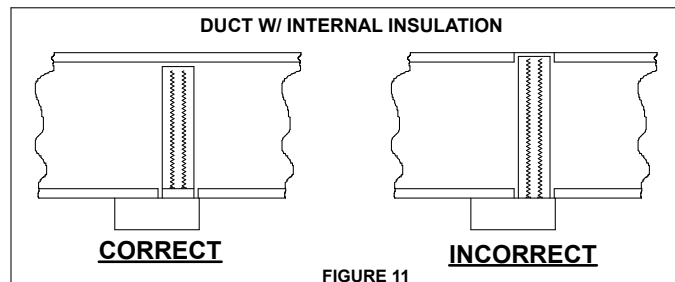 DUCT W/ INTERNAL INSULATION
CORRECT
INCORRECT
FIGURE 11